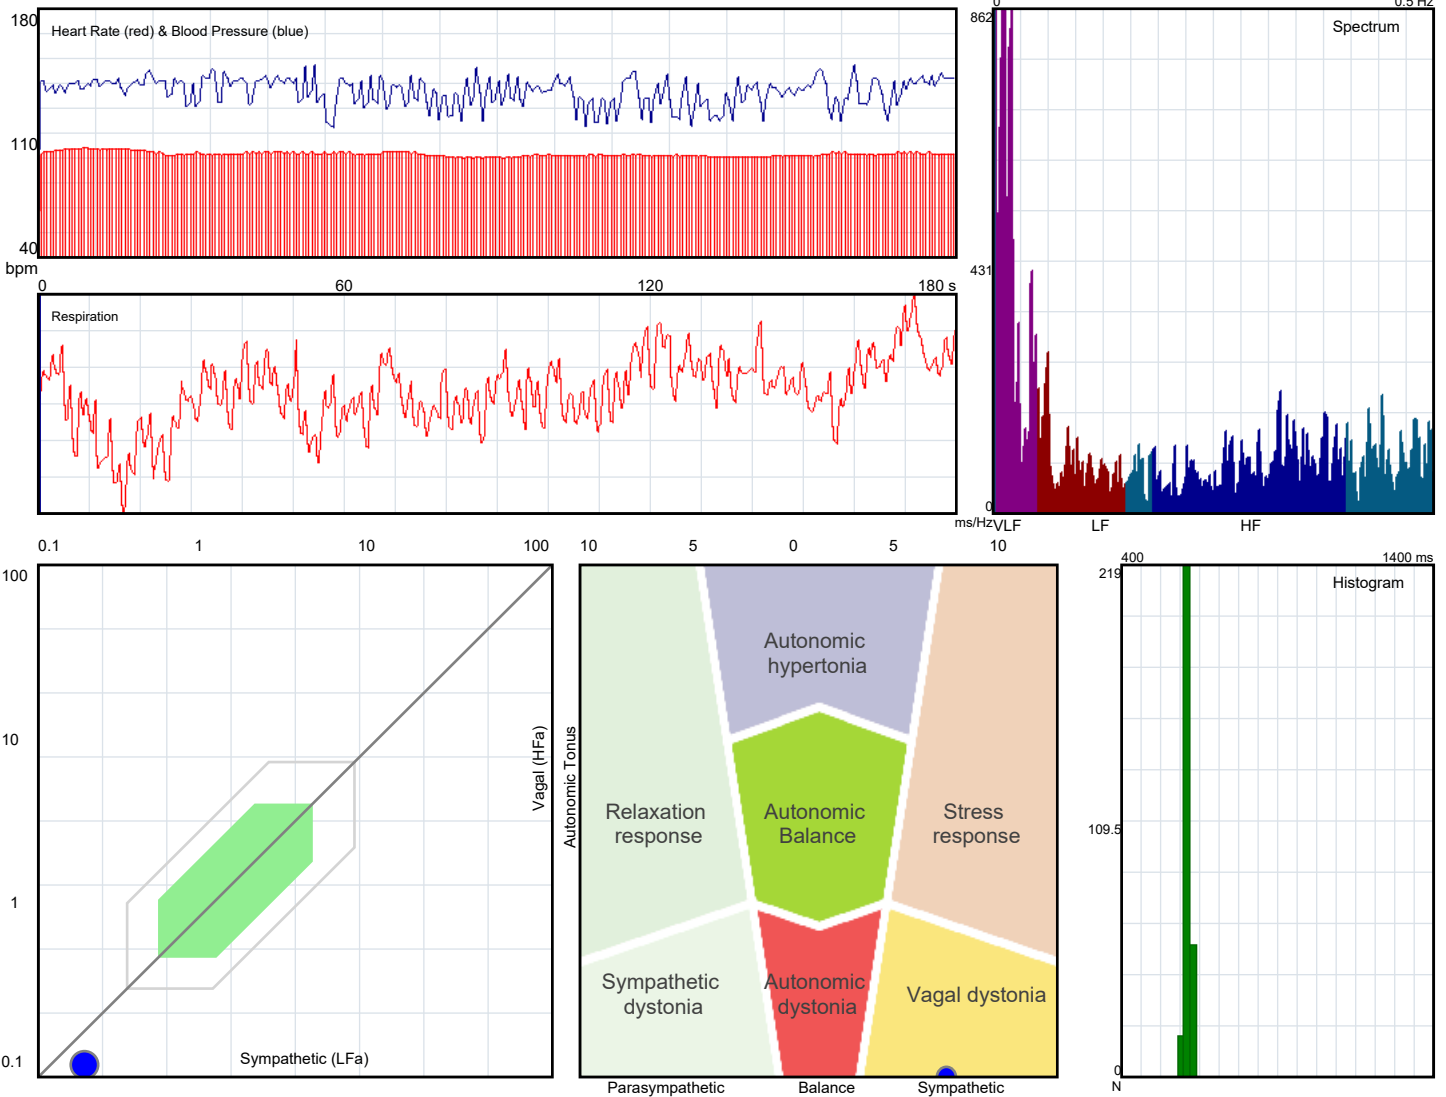 180
Heart Rate (red) & Blood Pressure (blue)
110
40
bpm
0 60 120 180 s
Respiration
0 0.5 Hz
862
Spectrum
431
0
ms/Hz VLF LF HF
0.1 1 10 100
100
10
1
0.1
Vagal (HFa)
Sympathetic (LFa)
10 5 0 5 10
Autonomic Tonus
Autonomic
hypertonia
Relaxation
response
Autonomic
Balance
Stress
response
Sympathetic
dystonia
Autonomic
dystonia
Vagal dystonia
Parasympathetic Balance Sympathetic
400 1400 ms
219
Histogram
109.5
0
N